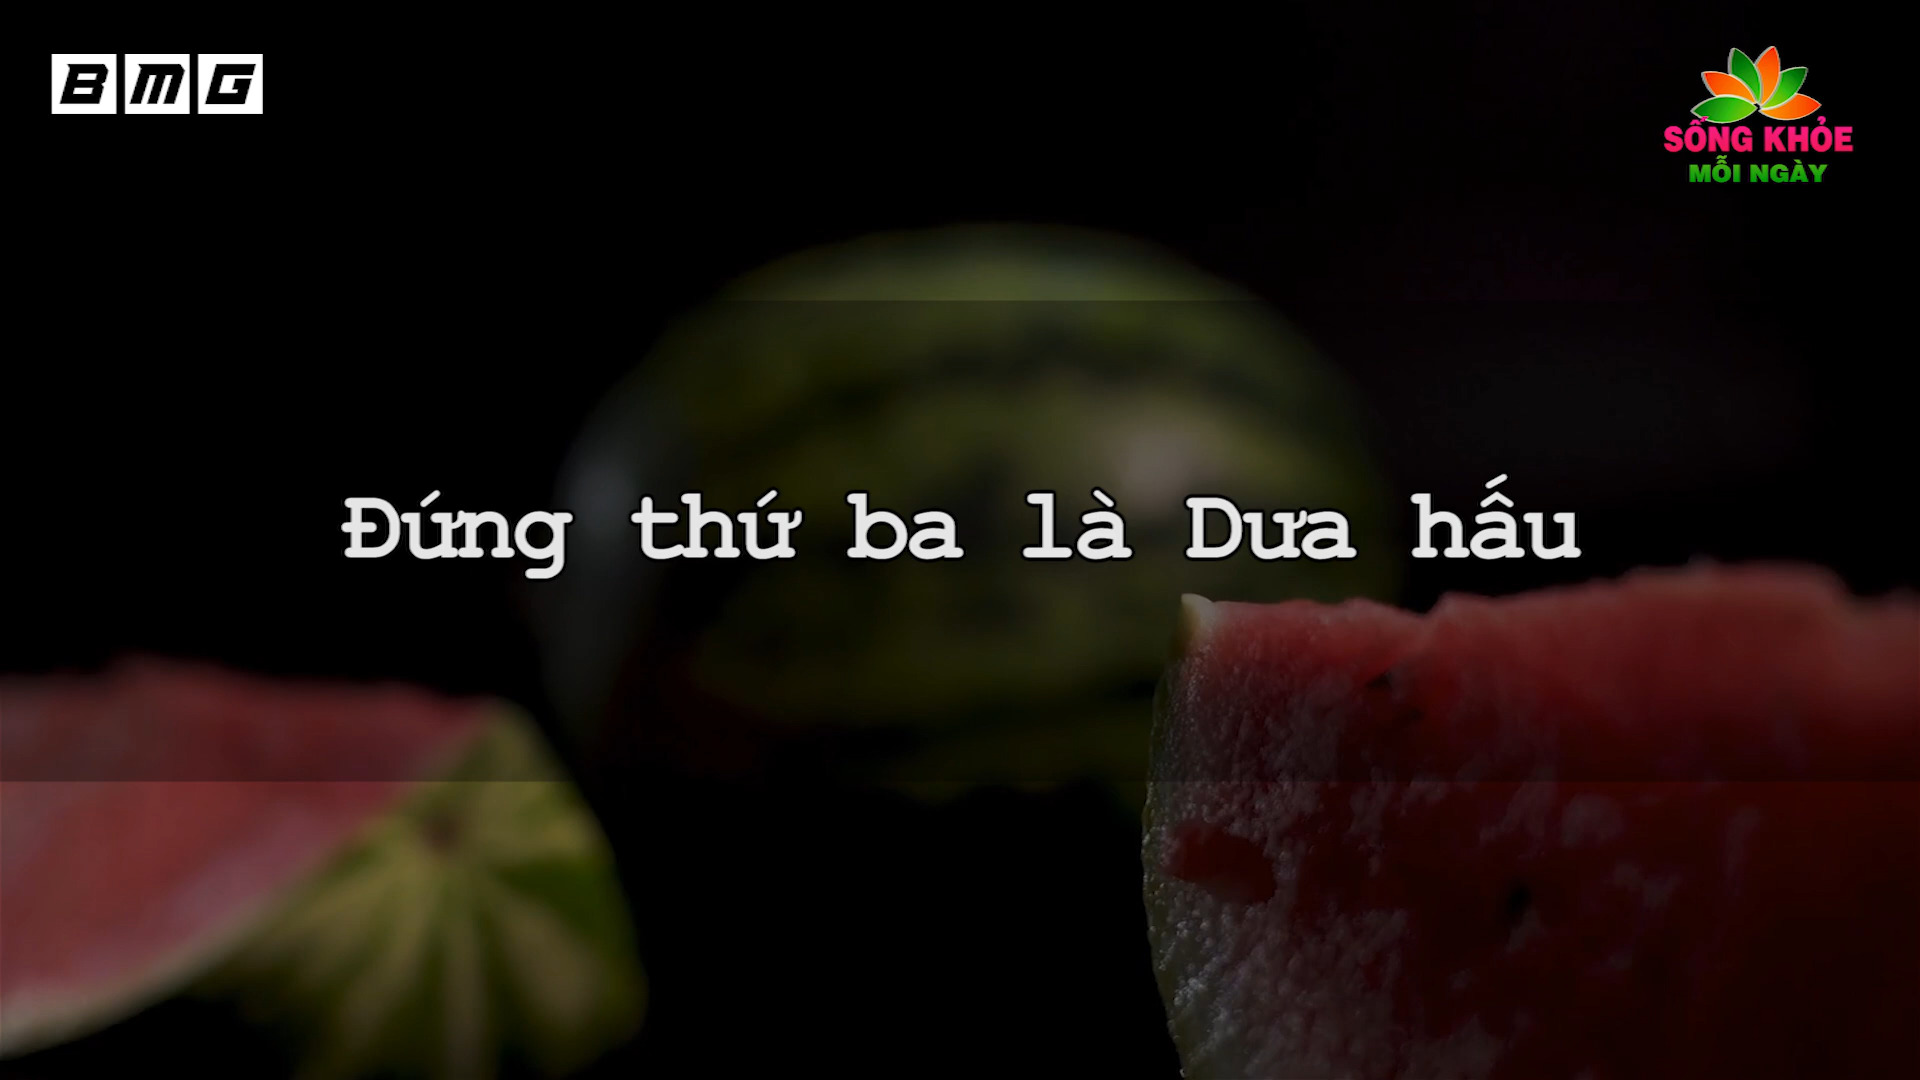 BMG
SỐNG KHỎE
MỖI NGÀY
Đứng thứ ba là Dưa hấu